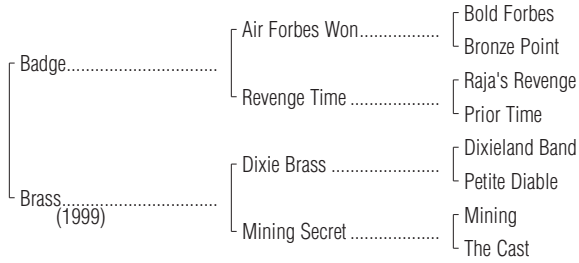 Bold Forbes
Air Forbes Won..................
Bronze Point
Badge..............................
Raja's Revenge
Revenge Time ....................
Prior Time
Dixieland Band
Dixie Brass ......................
Petite Diable
Brass...............................
(1999)
Mining
Mining Secret ....................
The Cast